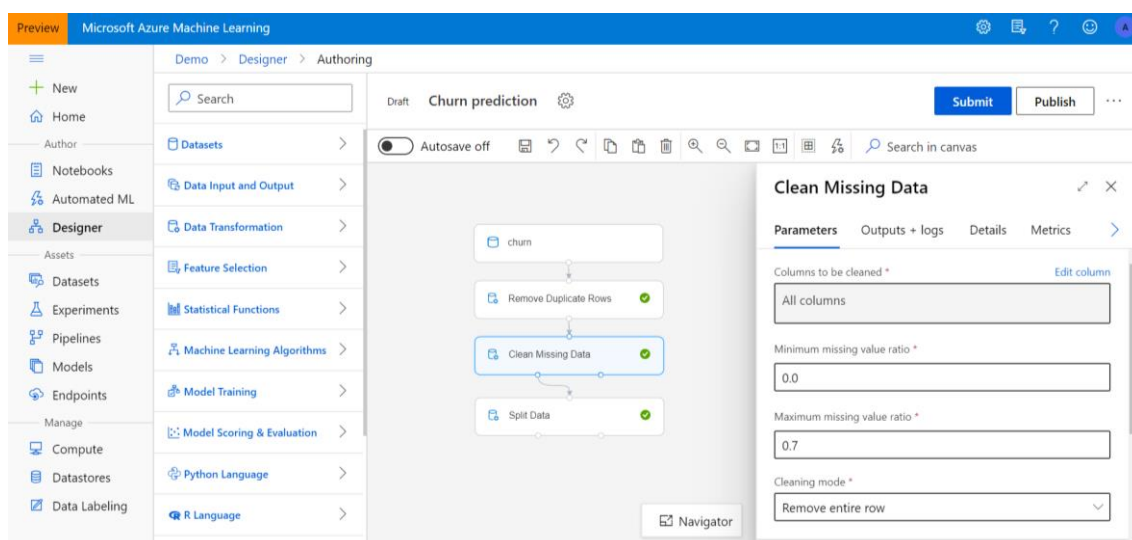 Preview Microsoft Azure Machine Learning A
Demo > Designer > Authoring
New
Home
Author
Notebooks
Automated ML
Designer
Assets
Datasets
Experiments
Pipelines
Models
Endpoints
Manage
Compute
Datastores
Data Labeling
Search
Datasets
Data Input and Output
Data Transformation
Feature Selection
Statistical Functions
Machine Learning Algorithms
Model Training
Model Scoring & Evaluation
Python Language
R Language
Draft Churn prediction
Submit Publish ...
Autosave off 1:1 Search in canvas
churn
Remove Duplicate Rows
Clean Missing Data
Split Data
Navigator
Clean Missing Data
Parameters Outputs + logs Details Metrics
Columns to be cleaned * Edit column
All columns
Minimum missing value ratio *
0.0
Maximum missing value ratio *
0.7
Cleaning mode *
Remove entire row